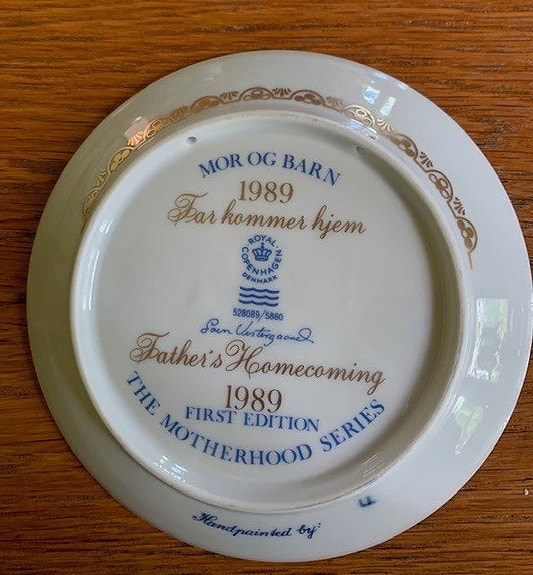 MOR OG BARN
1989
Far kommer hjem
ROYAL
COPENHAGEN
DENMARK
528089/5860
Father's Homecoming
1989
FIRST EDITION
THE MOTHERHOOD SERIES
Handpainted by: